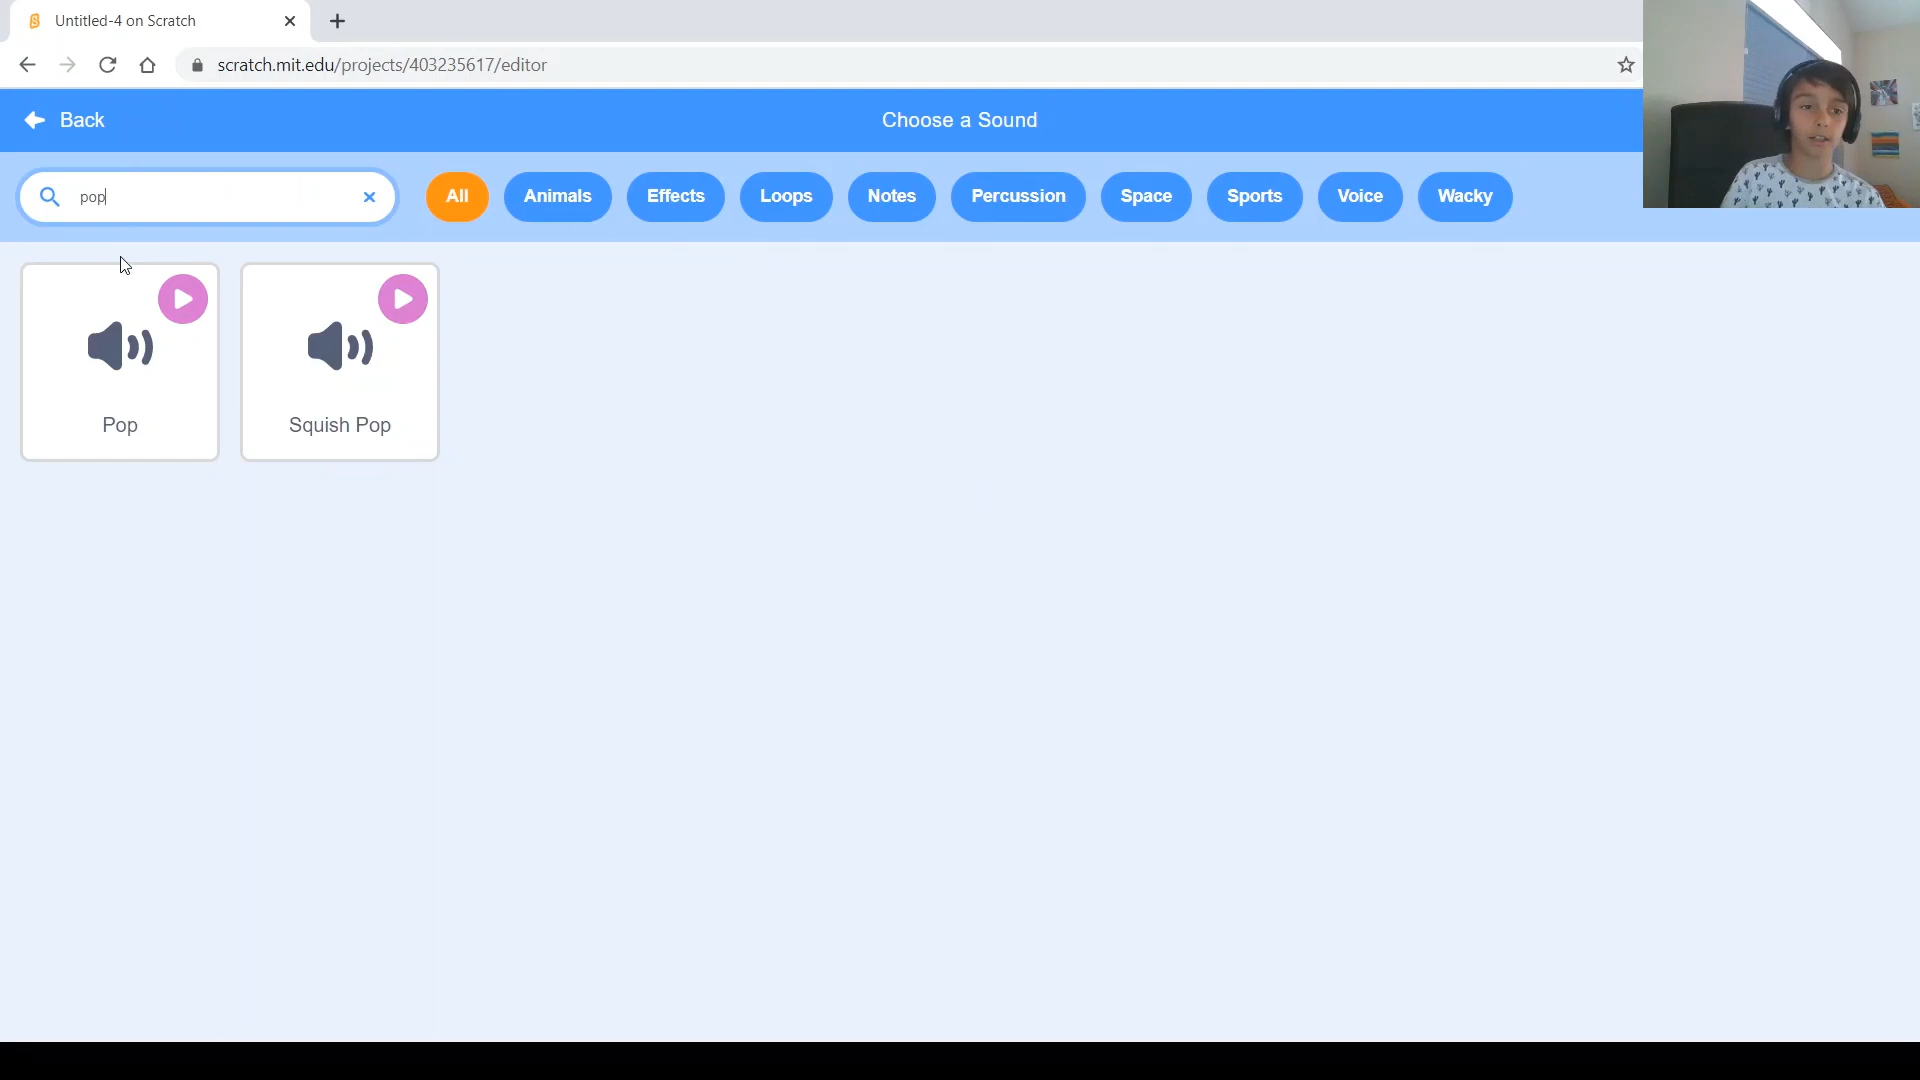 Untitled-4 on Scratch
scratch.mit.edu/projects/403235617/editor
Back
Choose a Sound
pop
All
Animals
Effects
Loops
Notes
Percussion
Space
Sports
Voice
Wacky
Pop
Squish Pop